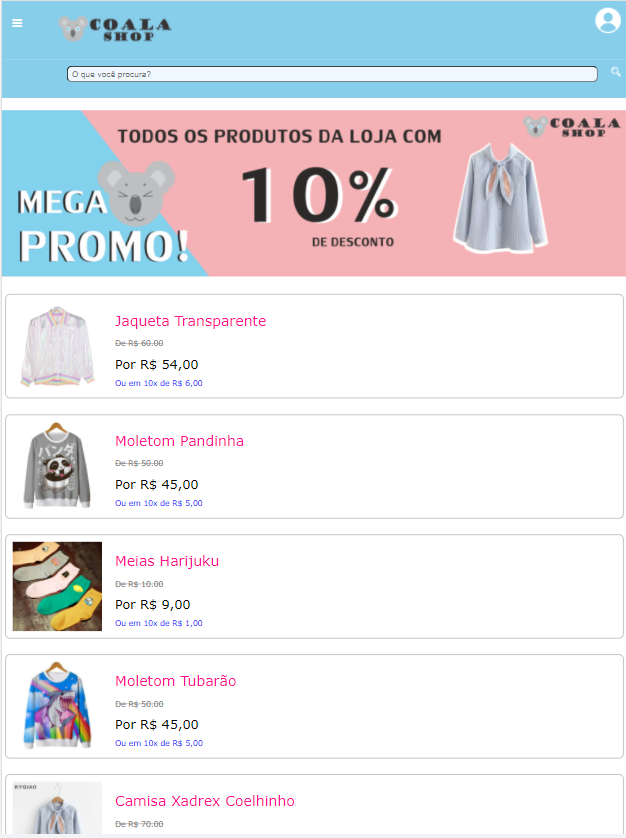 COALA
SHOP
O que você procura?
COALA
SHOP
TODOS OS PRODUTOS DA LOJA COM
10%
DE DESCONTO
MEGA
PROMO!
Jaqueta Transparente
De R$ 60.00
Por R$ 54,00
Ou em 10x de R$ 6,00
Moletom Pandinha
De R$ 50.00
Por R$ 45,00
Ou em 10x de R$ 5,00
パンダ
Meias Harijuku
De R$ 10.00
Por R$ 9,00
Ou em 10x de R$ 1,00
Moletom Tubarão
De R$ 50.00
Por R$ 45,00
Ou em 10x de R$ 5,00
KYQIAO
Camisa Xadrex Coelhinho
De R$ 70.00